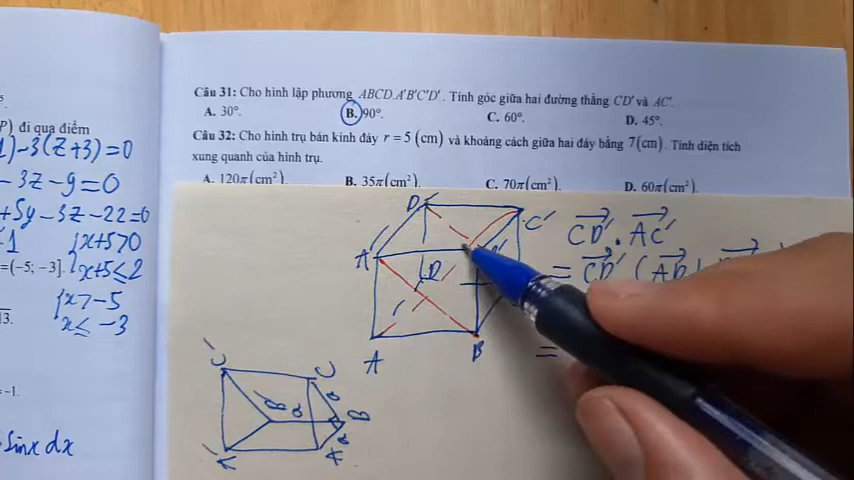 đi qua điểm
1)-3(z+3)=0
-3z-9=0
+5y-3z-22=0
{x+5>0
=(-5;-3]. {x+5≤2
{x>-5
x≤-3
-1.
sinx dx
Câu 31: Cho hình lập phương ABCD.A'B'C'D'. Tính góc giữa hai đường thẳng CD' và AC'.
A. 30°. B. 90°. C. 60°. D. 45°.
Câu 32: Cho hình trụ bán kính đáy r = 5 (cm) và khoảng cách giữa hai đáy bằng 7(cm). Tính diện tích
xung quanh của hình trụ.
A. 120π(cm²). B. 35π(cm²). C. 70π(cm²). D. 60π(cm²).
D' C'
A'
D
A B
CD'. AC'
= CD' (
=
C' C
B' a a B
a
A' A